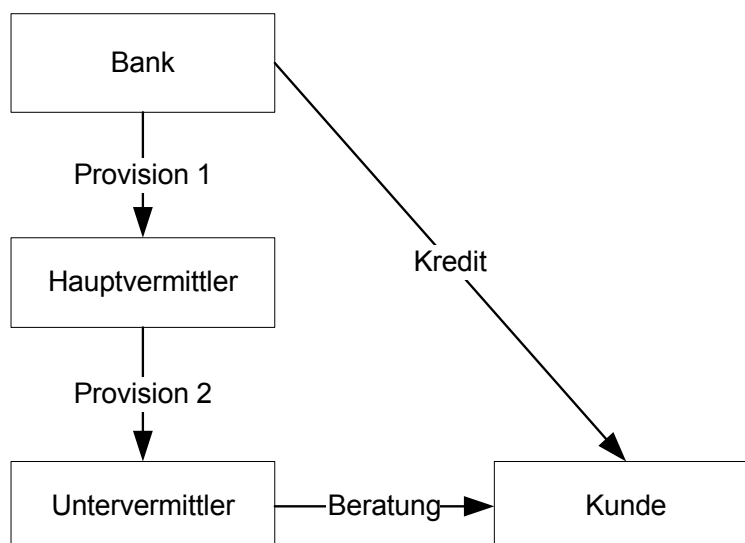 Bank
Provision 1
Kredit
Hauptvermittler
Provision 2
Untervermittler
Beratung
Kunde